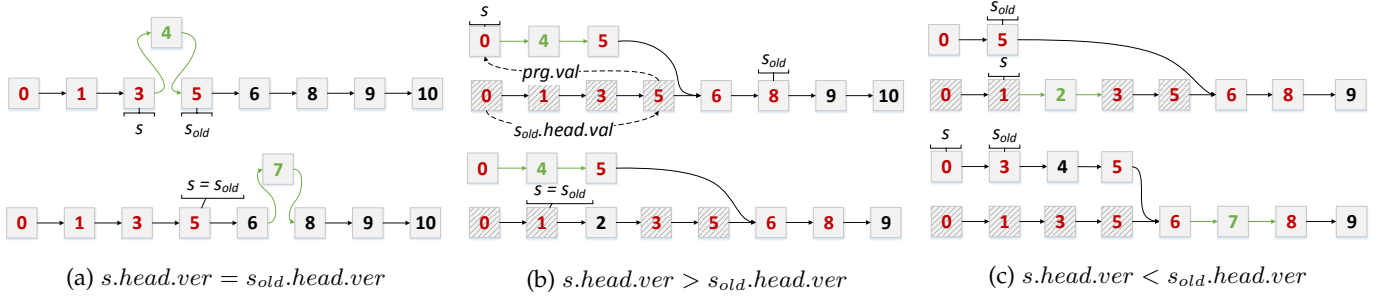 4
0 1 3 5 6 8 9 10
s s_old
7
s = s_old
0 1 3 5 6 8 9 10
(a) s.head.ver = s_old.head.ver
s
0 4 5
prg.val
s_old
0 1 3 5 6 8 9 10
s_old.head.val
0 4 5
s = s_old
0 1 2 3 5 6 8 9
(b) s.head.ver > s_old.head.ver
s_old
0 5
s
0 1 2 3 5 6 8 9
s s_old
0 3 4 5
0 1 3 5 6 7 8 9
(c) s.head.ver < s_old.head.ver